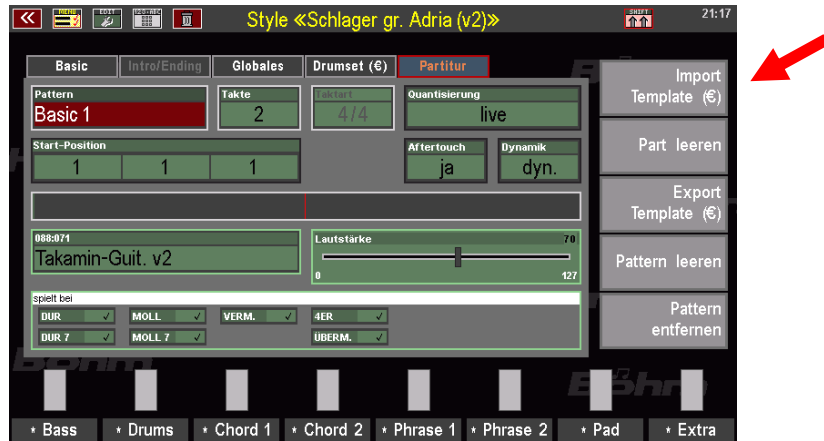 MENU
EDIT
123-ABC
Style «Schlager gr. Adria (v2)»
SHIFT
21:17
Basic
Intro/Ending
Globales
Drumset (€)
Partitur
Pattern
Basic 1
Takte
2
Taktart
4/4
Quantisierung
live
Start-Position
1 1 1
Aftertouch
ja
Dynamik
dyn.
088:071
Takamin-Guit. v2
Lautstärke 70
0 127
spielt bei
DUR ✓ MOLL ✓ VERM. ✓ 4ER ✓
DUR 7 ✓ MOLL 7 ✓ ÜBERM. ✓
Import
Template (€)
Part leeren
Export
Template (€)
Pattern leeren
Pattern
entfernen
Böhm
Böhm
* Bass * Drums * Chord 1 * Chord 2 * Phrase 1 * Phrase 2 * Pad * Extra